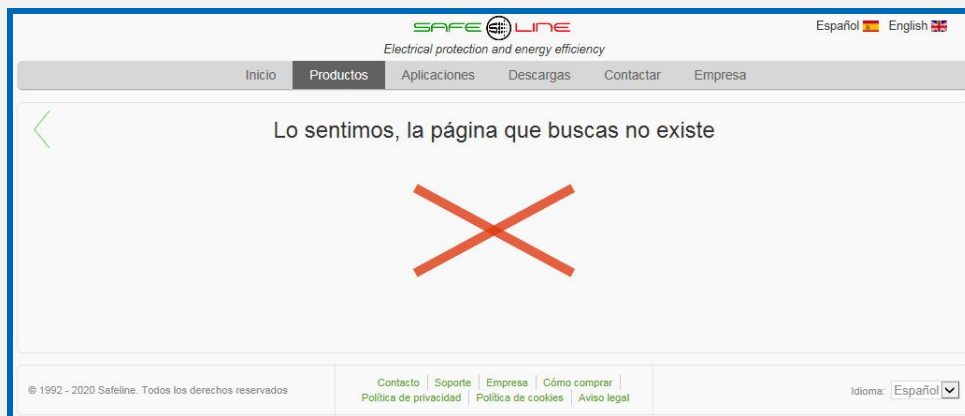 SAFE LINE
Español English
Electrical protection and energy efficiency
Inicio Productos Aplicaciones Descargas Contactar Empresa
Lo sentimos, la página que buscas no existe
© 1992 - 2020 Safeline. Todos los derechos reservados
Contacto | Soporte | Empresa | Cómo comprar |
Política de privacidad | Política de cookies | Aviso legal
Idioma: Español